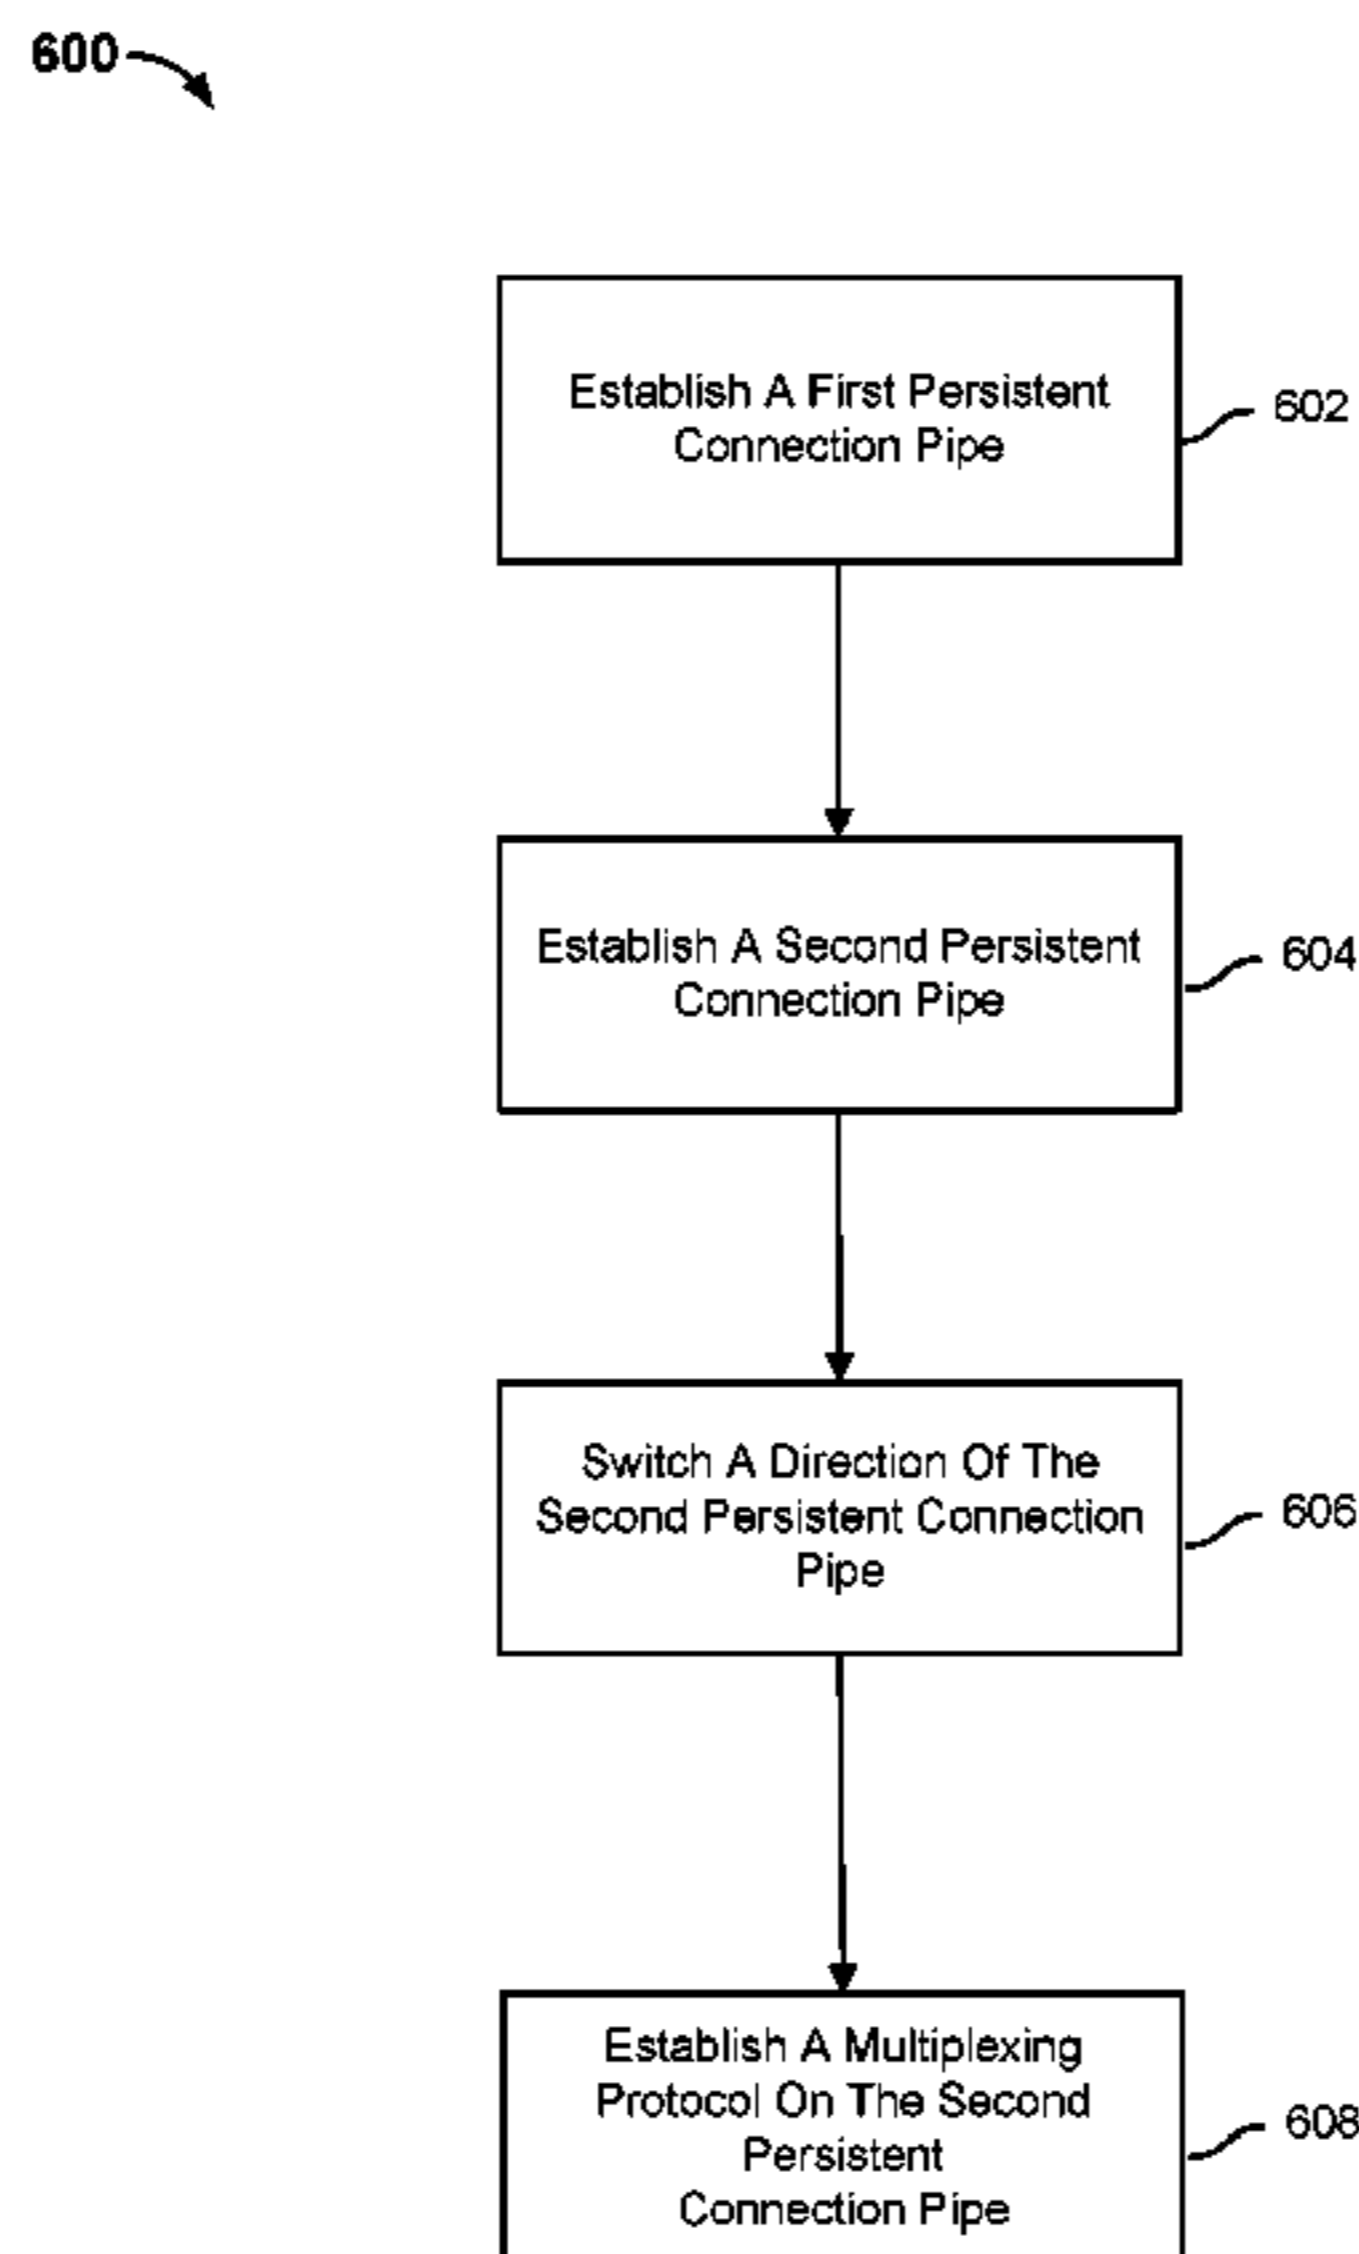 600
Establish A First Persistent
Connection Pipe
602
Establish A Second Persistent
Connection Pipe
604
Switch A Direction Of The
Second Persistent Connection
Pipe
606
Establish A Multiplexing
Protocol On The Second
Persistent
Connection Pipe
608